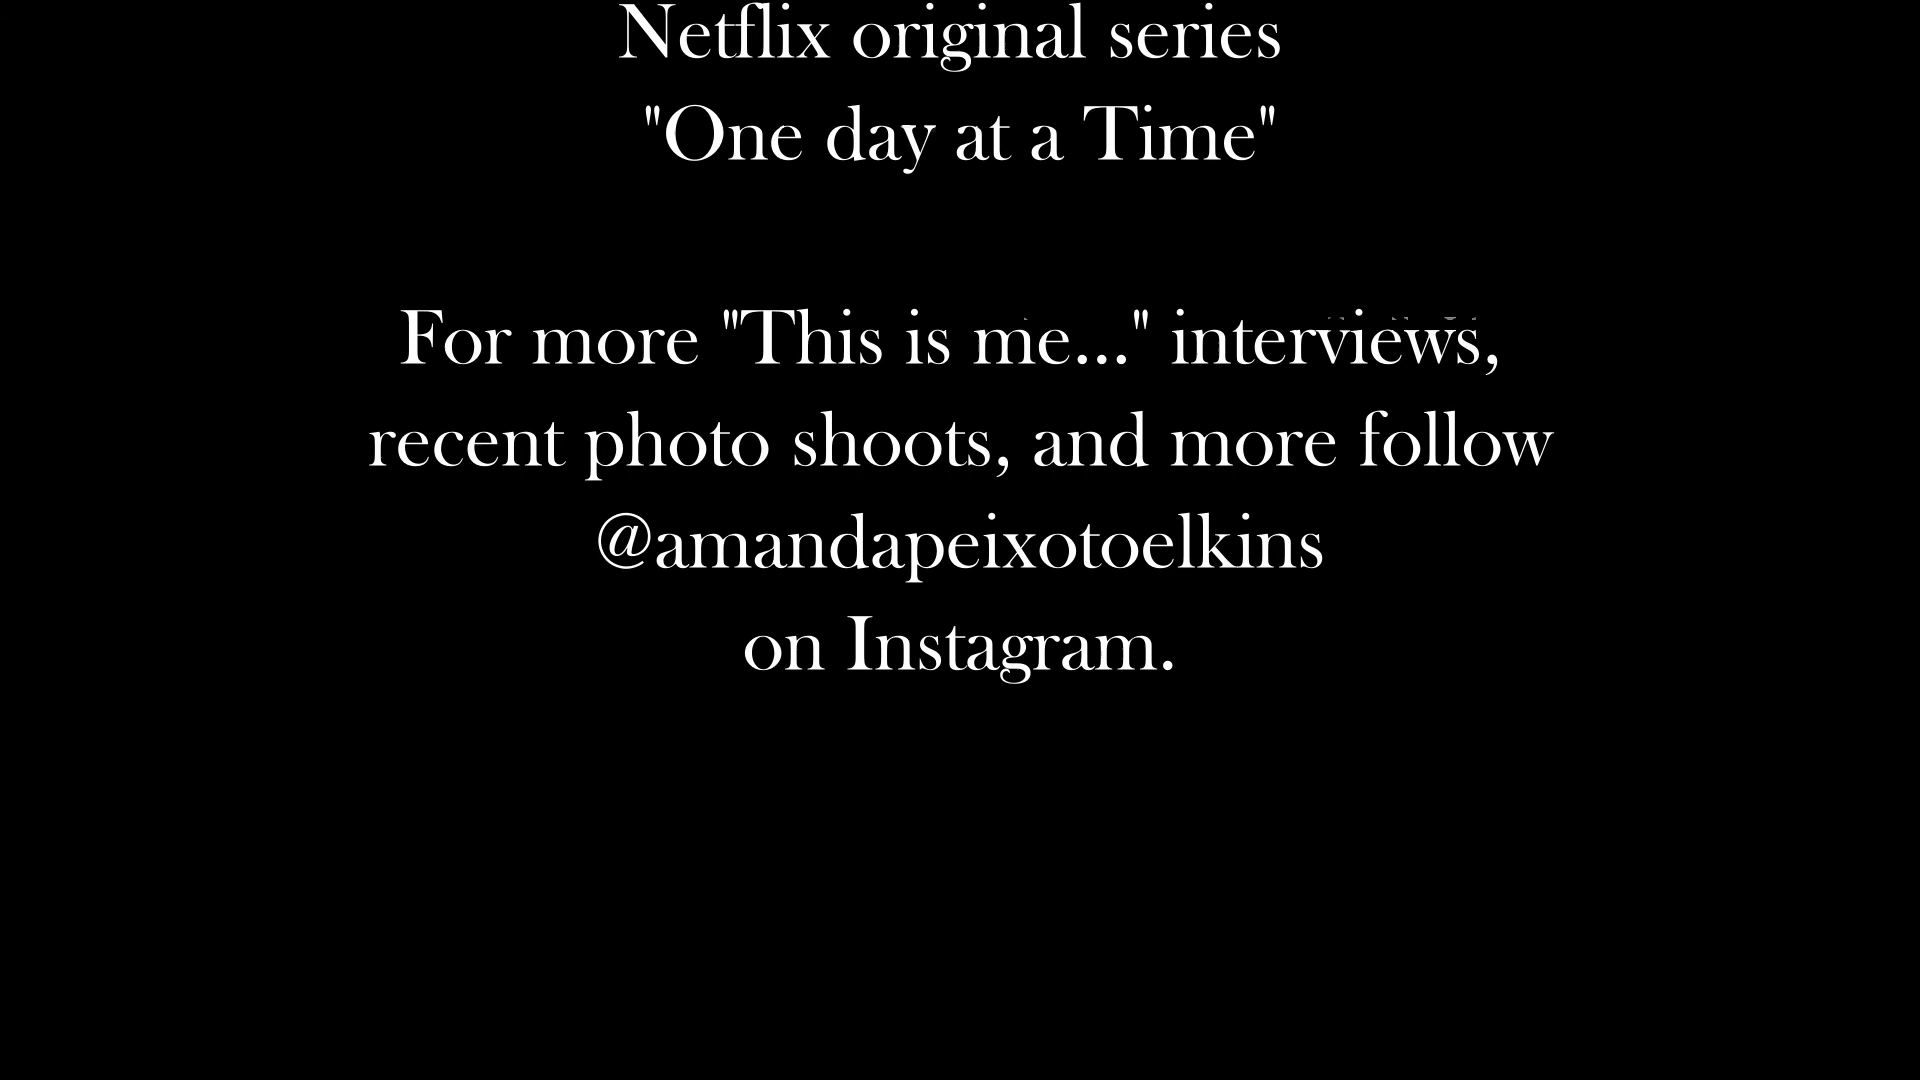 Netflix original series
"One day at a Time"
For more "This is me..." interviews,
recent photo shoots, and more follow
@amandapeixotoelkins
on Instagram.